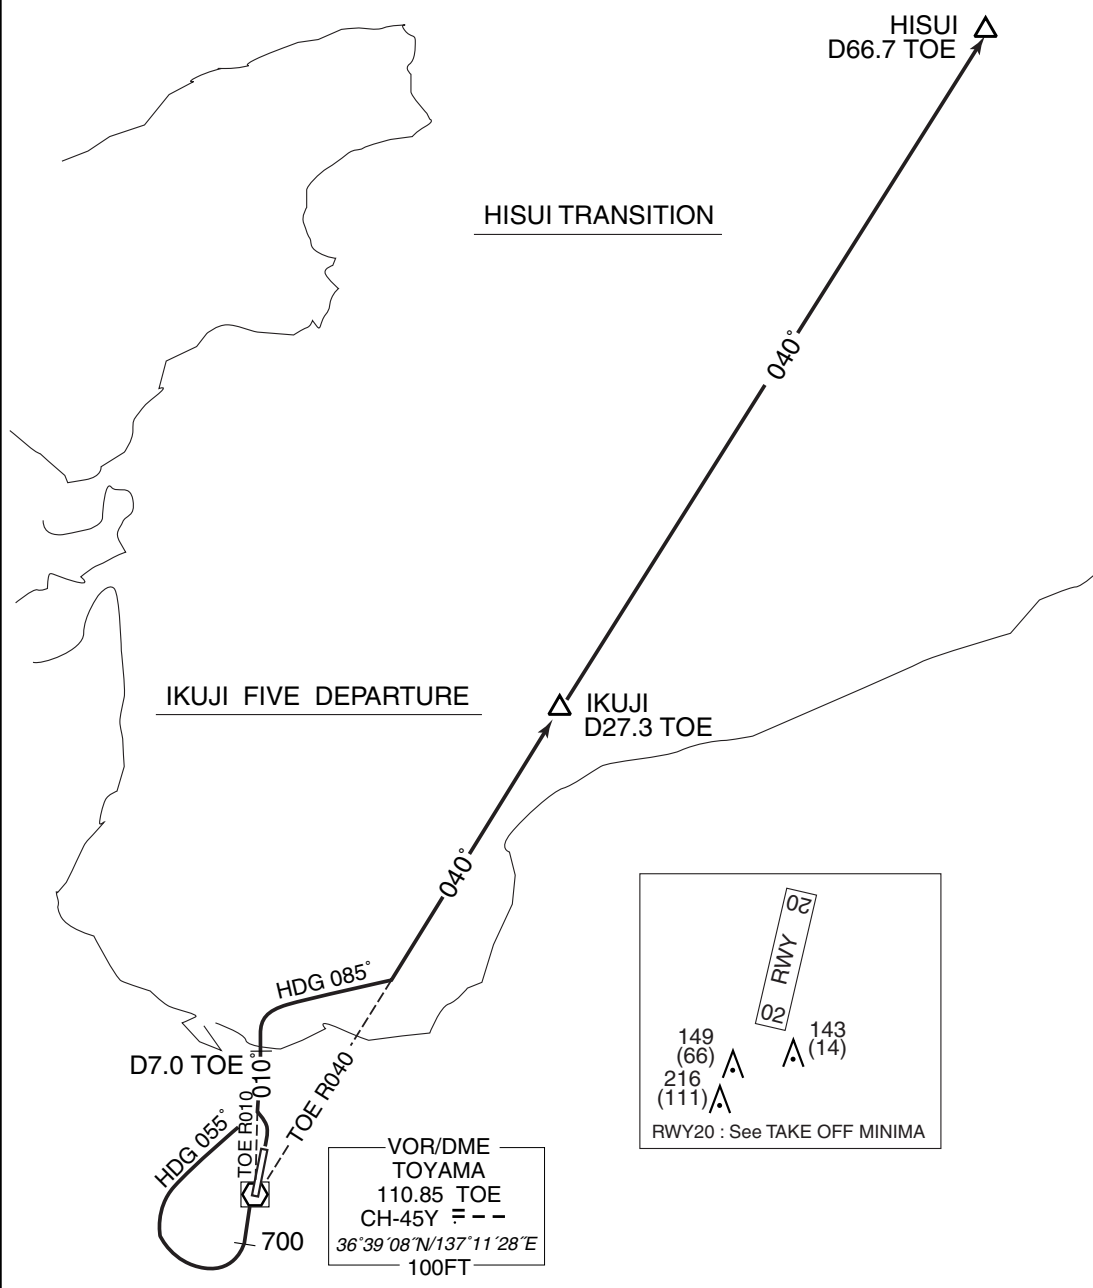 HISUI
D66.7 TOE
HISUI TRANSITION
040°
IKUJI FIVE DEPARTURE
IKUJI
D27.3 TOE
040°
HDG 085°
D7.0 TOE
010°
TOE R010
TOE R040
HDG 055°
700
VOR/DME
TOYAMA
110.85 TOE
CH-45Y
36°39′08″N/137°11′28″E
100FT
20
RWY
02
149
(66)
143
(14)
216
(111)
RWY20 : See TAKE OFF MINIMA